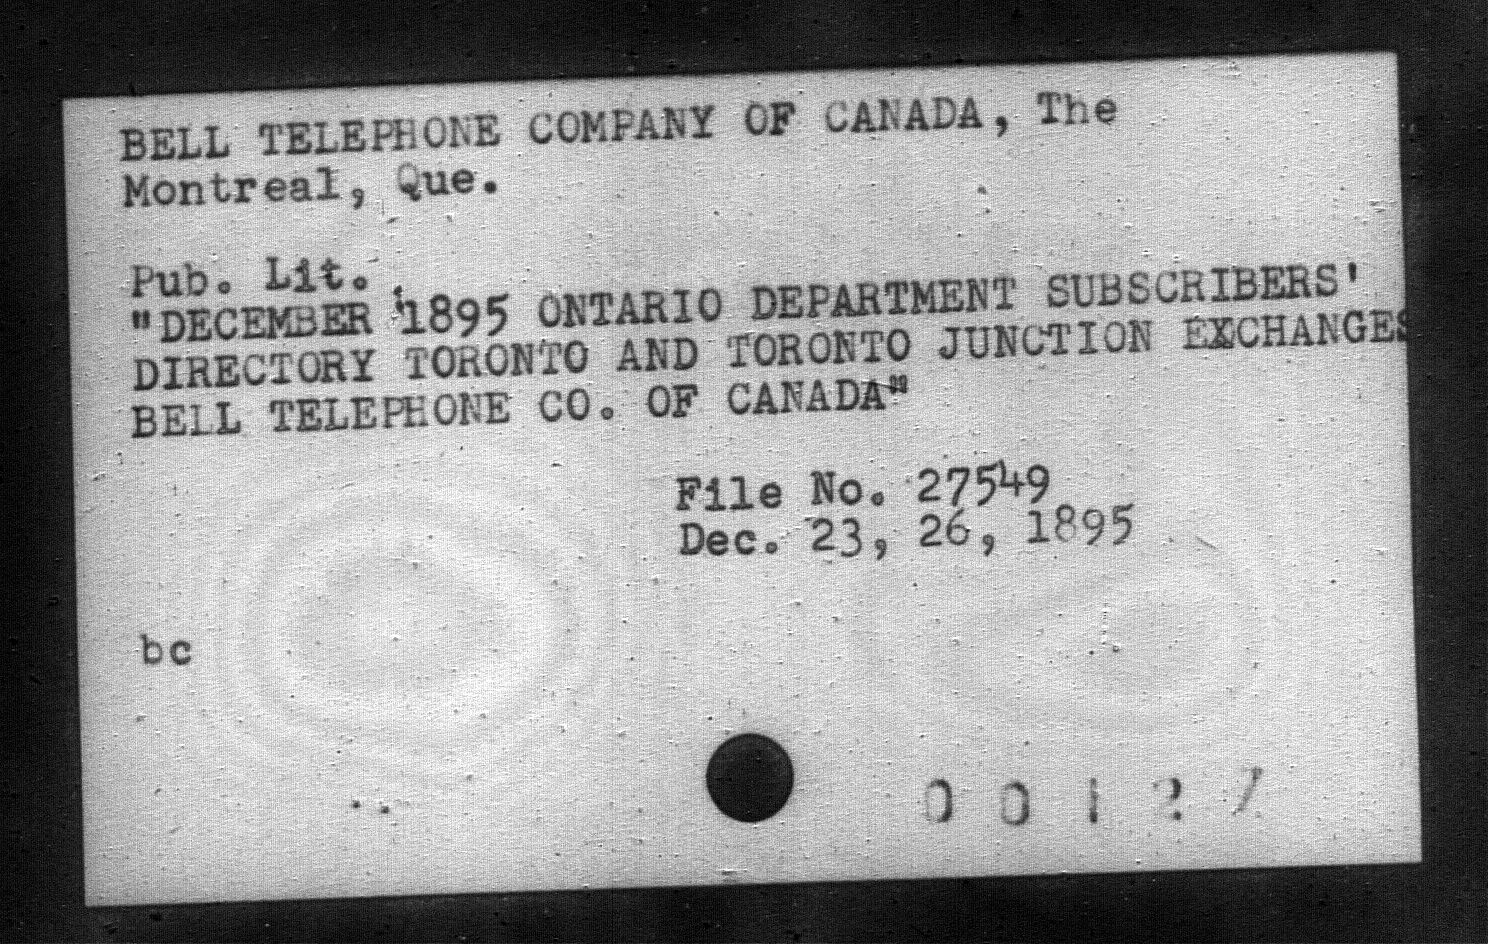 BELL TELEPHONE COMPANY OF CANADA, The
Montreal, Que.
Pub. Lit.
"DECEMBER 1895 ONTARIO DEPARTMENT SUBSCRIBERS'
DIRECTORY TORONTO AND TORONTO JUNCTION EXCHANGES
BELL TELEPHONE CO. OF CANADA"
File No. 27549
Dec. 23, 26, 1895
bc
00127